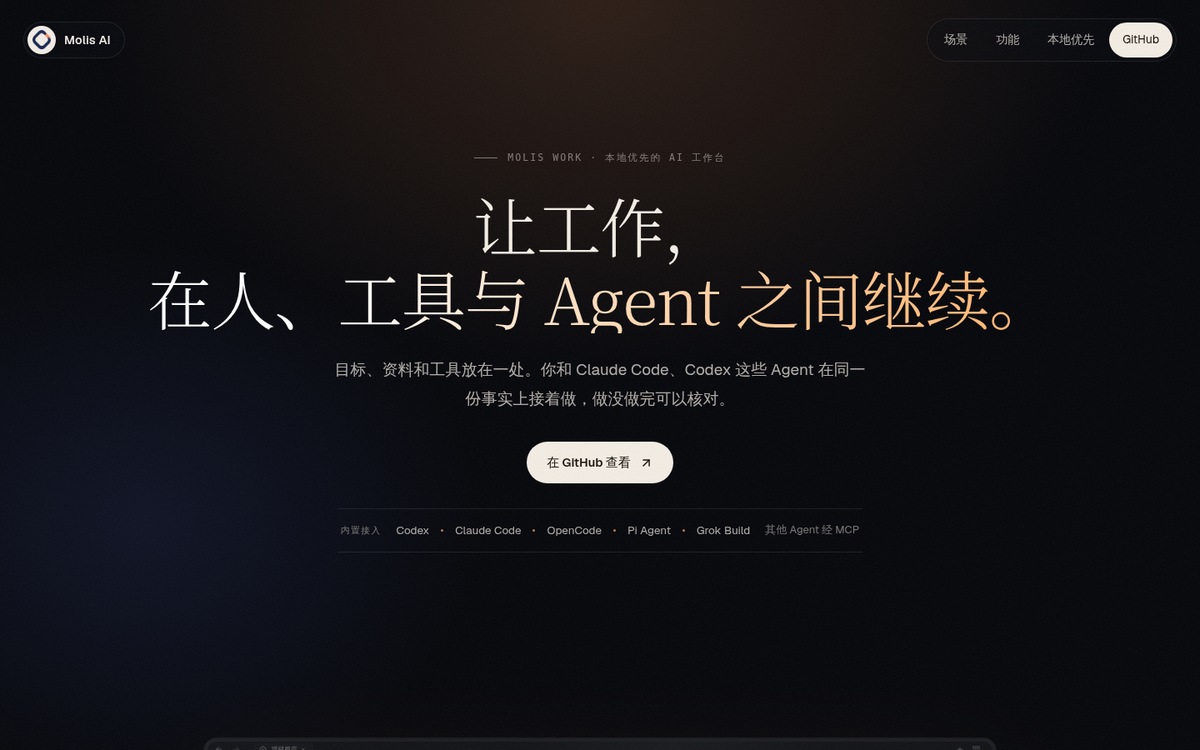 Molis AI
场景 功能 本地优先 GitHub
MOLIS WORK · 本地优先的 AI 工作台
让工作，
在人、工具与 Agent 之间继续。
目标、资料和工具放在一处。你和 Claude Code、Codex 这些 Agent 在同一
份事实上接着做，做没做完可以核对。
在 GitHub 查看
内置接入 Codex • Claude Code • OpenCode • Pi Agent • Grok Build 其他 Agent 经 MCP